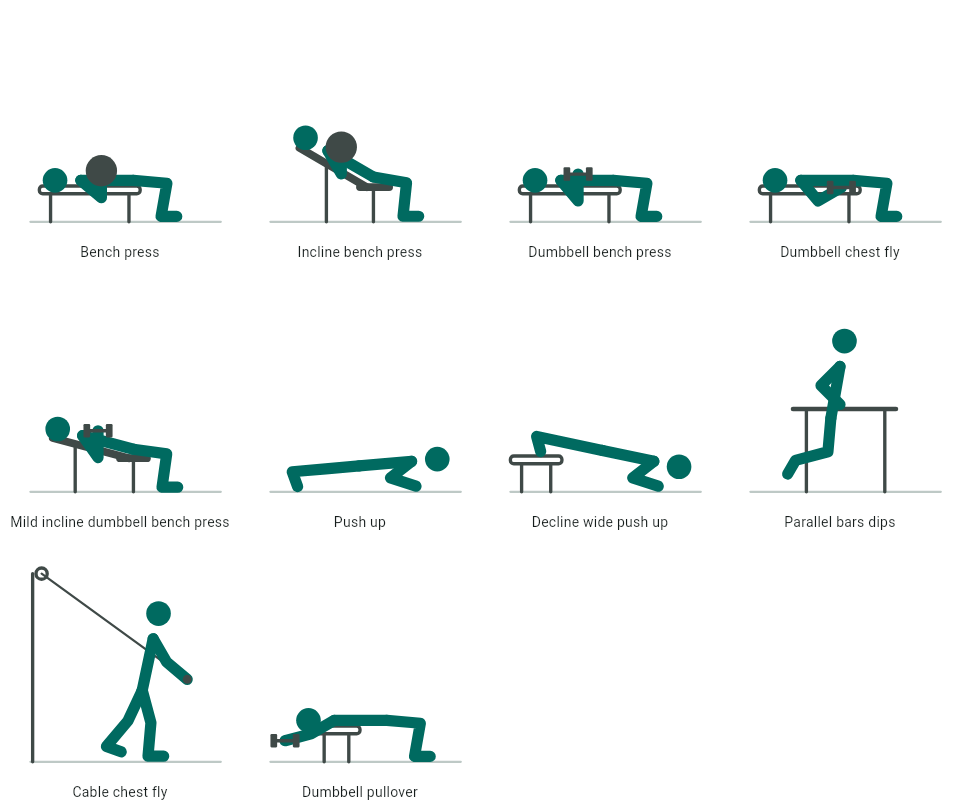 Bench press
Incline bench press
Dumbbell bench press
Dumbbell chest fly
Mild incline dumbbell bench press
Push up
Decline wide push up
Parallel bars dips
Cable chest fly
Dumbbell pullover